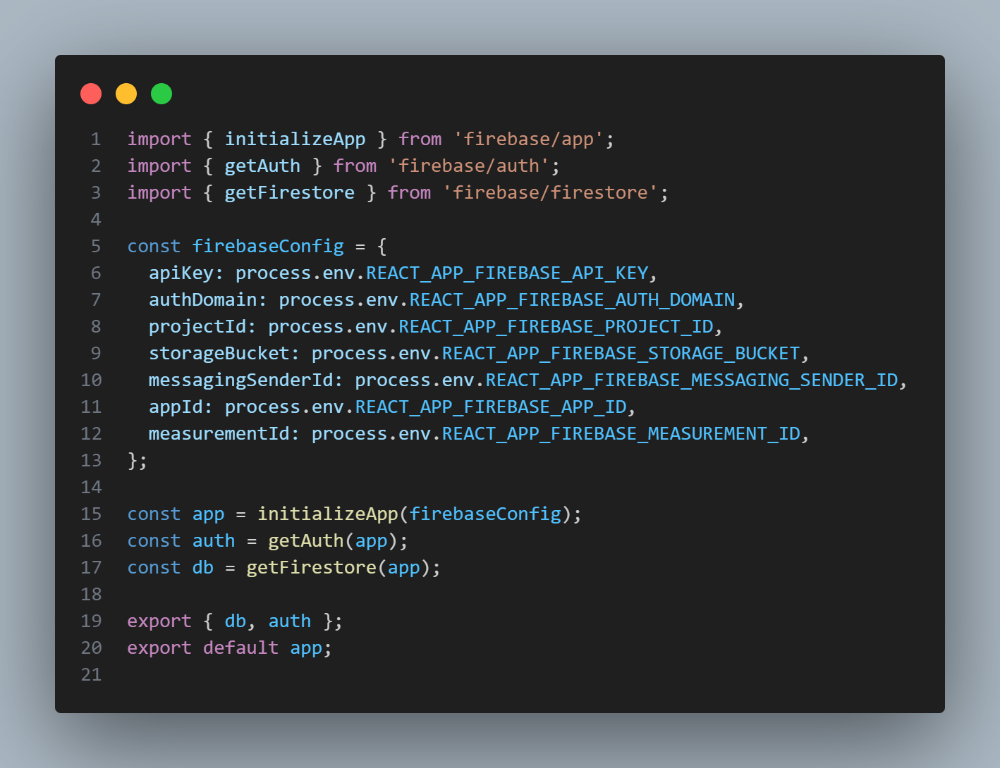 1 import { initializeApp } from 'firebase/app';
2 import { getAuth } from 'firebase/auth';
3 import { getFirestore } from 'firebase/firestore';
4
5 const firebaseConfig = {
6   apiKey: process.env.REACT_APP_FIREBASE_API_KEY,
7   authDomain: process.env.REACT_APP_FIREBASE_AUTH_DOMAIN,
8   projectId: process.env.REACT_APP_FIREBASE_PROJECT_ID,
9   storageBucket: process.env.REACT_APP_FIREBASE_STORAGE_BUCKET,
10   messagingSenderId: process.env.REACT_APP_FIREBASE_MESSAGING_SENDER_ID,
11   appId: process.env.REACT_APP_FIREBASE_APP_ID,
12   measurementId: process.env.REACT_APP_FIREBASE_MEASUREMENT_ID,
13 };
14
15 const app = initializeApp(firebaseConfig);
16 const auth = getAuth(app);
17 const db = getFirestore(app);
18
19 export { db, auth };
20 export default app;
21